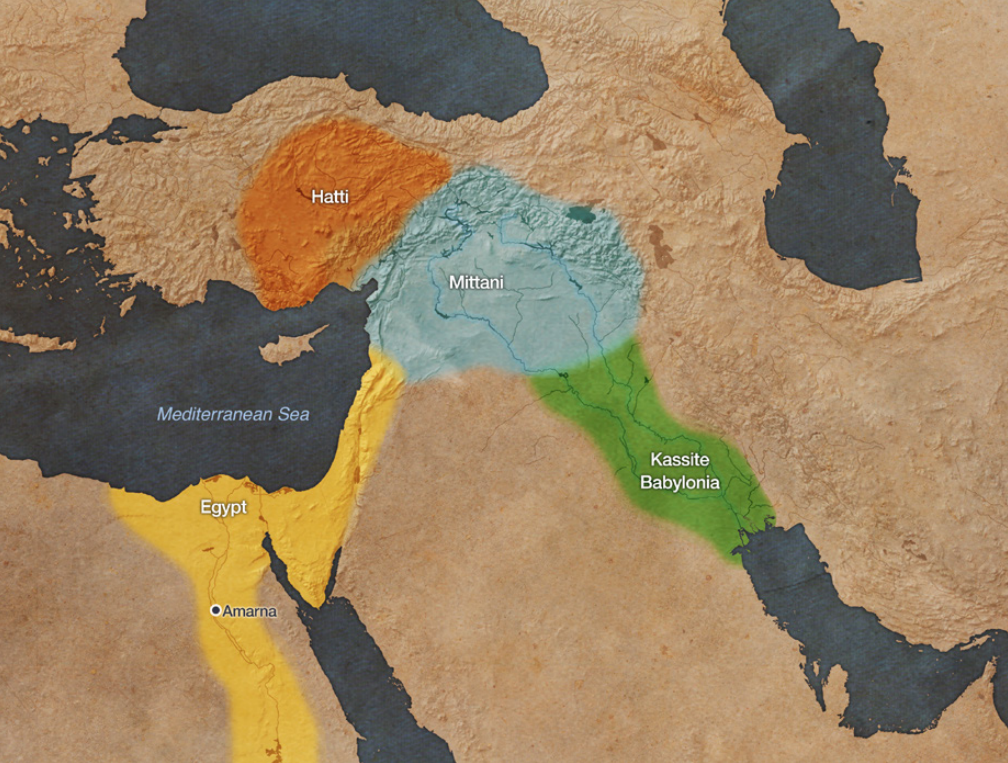 Hatti
Mittani
Mediterranean Sea
Kassite
Babylonia
Egypt
Amarna